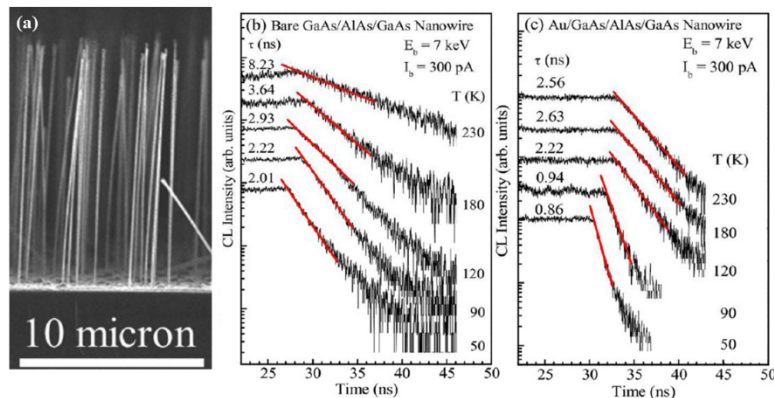 (a)
10 micron
(b) Bare GaAs/AlAs/GaAs Nanowire
E_b = 7 keV
I_b = 300 pA
τ (ns)
8.23
3.64
2.93
2.22
2.01
T (K)
230
180
120
90
50
CL Intensity (arb. units)
25 30 35 40 45 50
Time (ns)
(c) Au/GaAs/AlAs/GaAs Nanowire
E_b = 7 keV
I_b = 300 pA
τ (ns)
2.56
2.63
2.22
0.94
0.86
T (K)
230
180
120
90
50
CL Intensity (arb. units)
25 30 35 40 45 50
Time (ns)